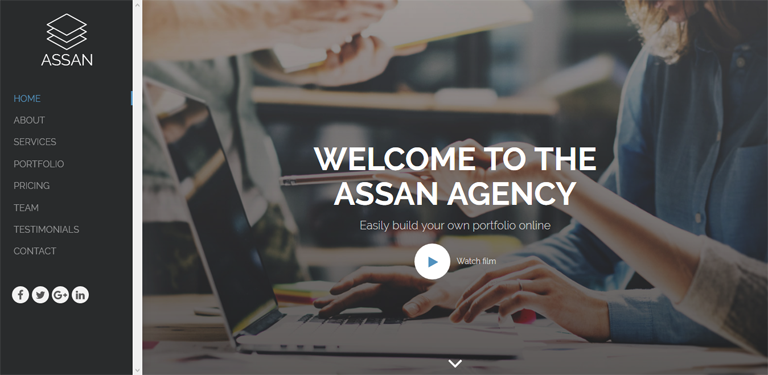 ASSAN
HOME
ABOUT
SERVICES
PORTFOLIO
PRICING
TEAM
TESTIMONIALS
CONTACT
WELCOME TO THE
ASSAN AGENCY
Easily build your own portfolio online
Watch film